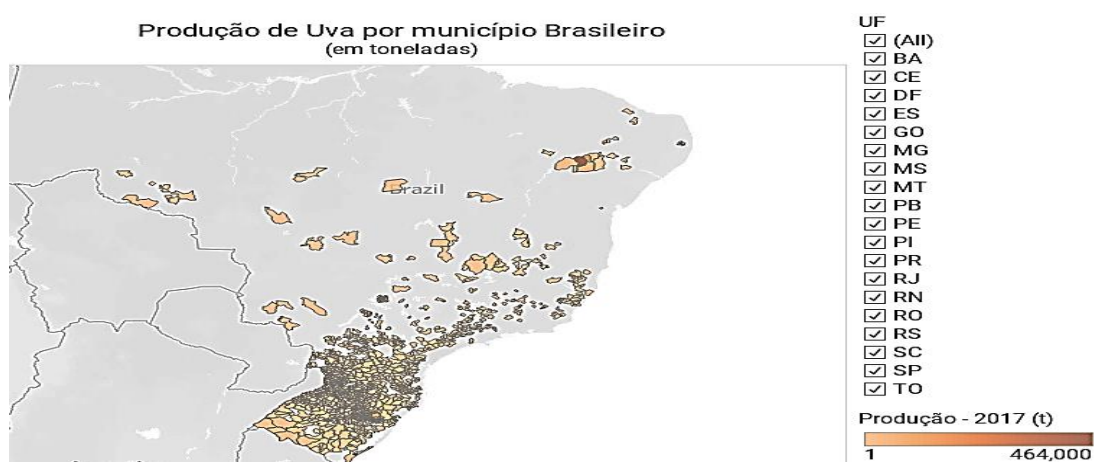 Produção de Uva por município Brasileiro
(em toneladas)
Brazil
UF
(All)
BA
CE
DF
ES
GO
MG
MS
MT
PB
PE
PI
PR
RJ
RN
RO
RS
SC
SP
TO
Produção - 2017 (t)
1 464,000